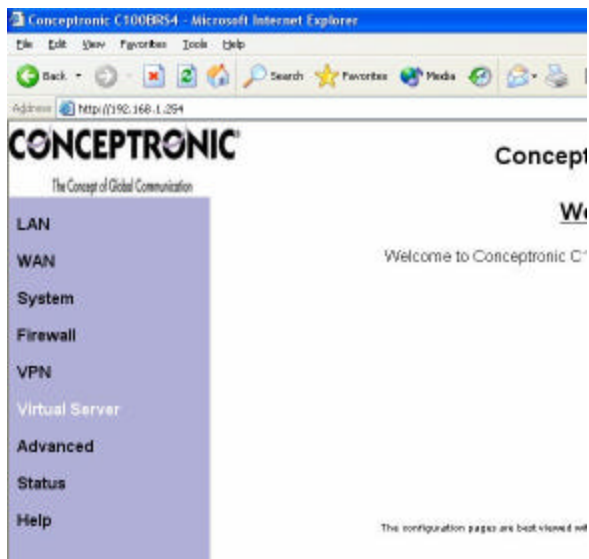 Conceptronic C100BRS4 - Microsoft Internet Explorer
File Edit View Favorites Tools Help
Back Search Favorites Media
Address http://192.168.1.254
CONCEPTRONIC
The Concept of Global Communication
Concept
We
Welcome to Conceptronic C1
LAN
WAN
System
Firewall
VPN
Virtual Server
Advanced
Status
Help
The configuration pages are best viewed wit